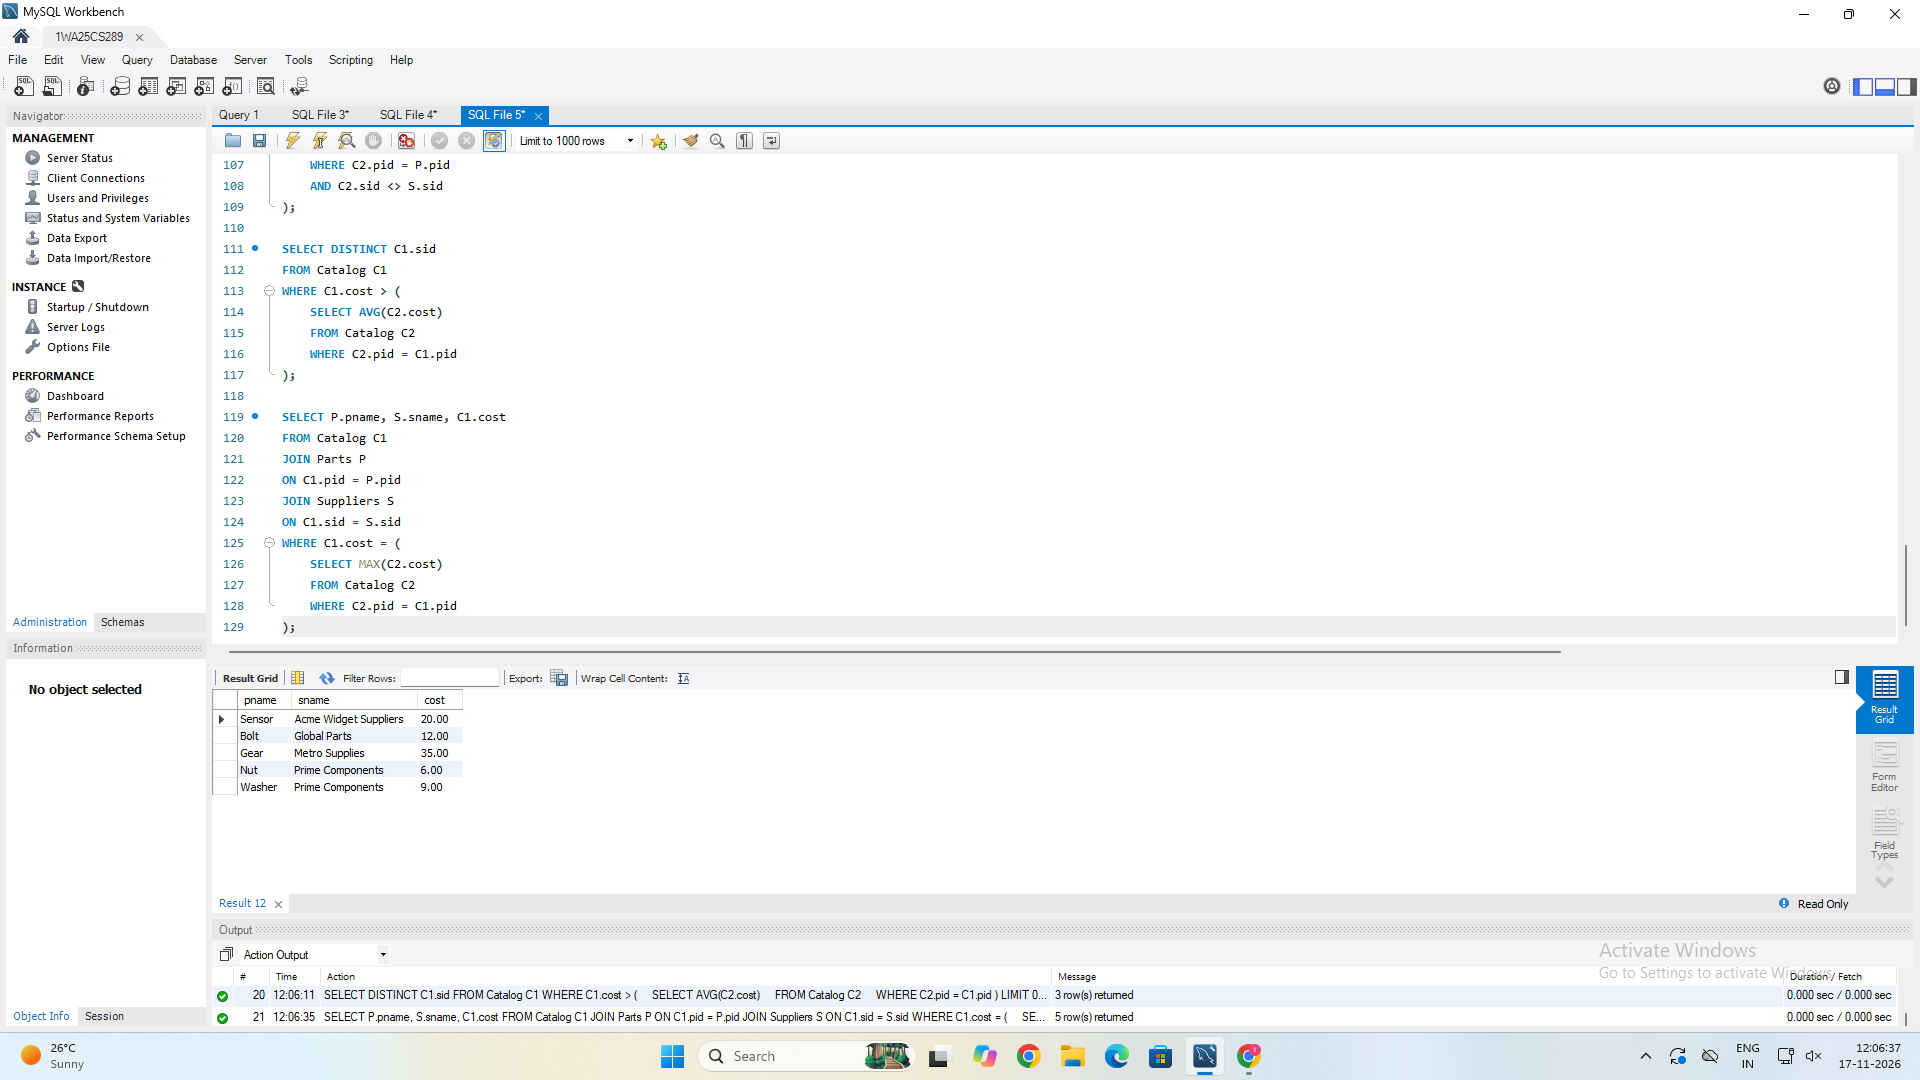 MySQL Workbench
1WA25CS289
File Edit View Query Database Server Tools Scripting Help
Navigator
MANAGEMENT
Server Status
Client Connections
Users and Privileges
Status and System Variables
Data Export
Data Import/Restore
INSTANCE
Startup / Shutdown
Server Logs
Options File
PERFORMANCE
Dashboard
Performance Reports
Performance Schema Setup
Administration Schemas
Information
No object selected
Object Info Session
Query 1 SQL File 3* SQL File 4* SQL File 5*
Limit to 1000 rows
107 WHERE C2.pid = P.pid
108 AND C2.sid <> S.sid
109 );
110
111 SELECT DISTINCT C1.sid
112 FROM Catalog C1
113 WHERE C1.cost > (
114 SELECT AVG(C2.cost)
115 FROM Catalog C2
116 WHERE C2.pid = C1.pid
117 );
118
119 SELECT P.pname, S.sname, C1.cost
120 FROM Catalog C1
121 JOIN Parts P
122 ON C1.pid = P.pid
123 JOIN Suppliers S
124 ON C1.sid = S.sid
125 WHERE C1.cost = (
126 SELECT MAX(C2.cost)
127 FROM Catalog C2
128 WHERE C2.pid = C1.pid
129 );
Result Grid Filter Rows: Export: Wrap Cell Content:
pname sname cost
Sensor Acme Widget Suppliers 20.00
Bolt Global Parts 12.00
Gear Metro Supplies 35.00
Nut Prime Components 6.00
Washer Prime Components 9.00
Result Grid
Form Editor
Field Types
Result 12
Read Only
Output
Action Output
# Time Action Message Duration / Fetch
20 12:06:11 SELECT DISTINCT C1.sid FROM Catalog C1 WHERE C1.cost > ( SELECT AVG(C2.cost) FROM Catalog C2 WHERE C2.pid = C1.pid ) LIMIT 0... 3 row(s) returned 0.000 sec / 0.000 sec
21 12:06:35 SELECT P.pname, S.sname, C1.cost FROM Catalog C1 JOIN Parts P ON C1.pid = P.pid JOIN Suppliers S ON C1.sid = S.sid WHERE C1.cost = ( SE... 5 row(s) returned 0.000 sec / 0.000 sec
Activate Windows
Go to Settings to activate Windows.
26°C
Sunny
Search
ENG
IN
12:06:37
17-11-2026